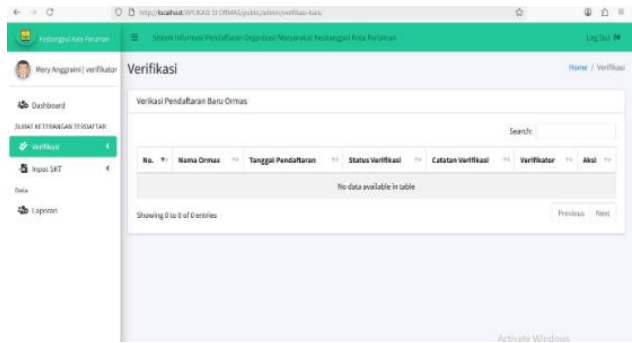 http://localhost/APLIKASI SI ORMAS/public/admin/verifikasi-baru
Kesbangpol Kota Pariaman
Sistem Informasi Pendaftaran Organisasi Masyarakat Kesbangpol Kota Pariaman
Log Out
Mery Anggraini | verifikator
Verifikasi
Home / Verifikasi
Dashboard
Verikasi Pendaftaran Baru Ormas
SURAT KETERANGAN TERDAFTAR
Search:
Verifikasi
No. Nama Ormas Tanggal Pendaftaran Status Verifikasi Catatan Verifikasi Verifikator Aksi
Input SKT
No data available in table
Data
Laporan
Showing 0 to 0 of 0 entries
Previous Next
Activate Windows